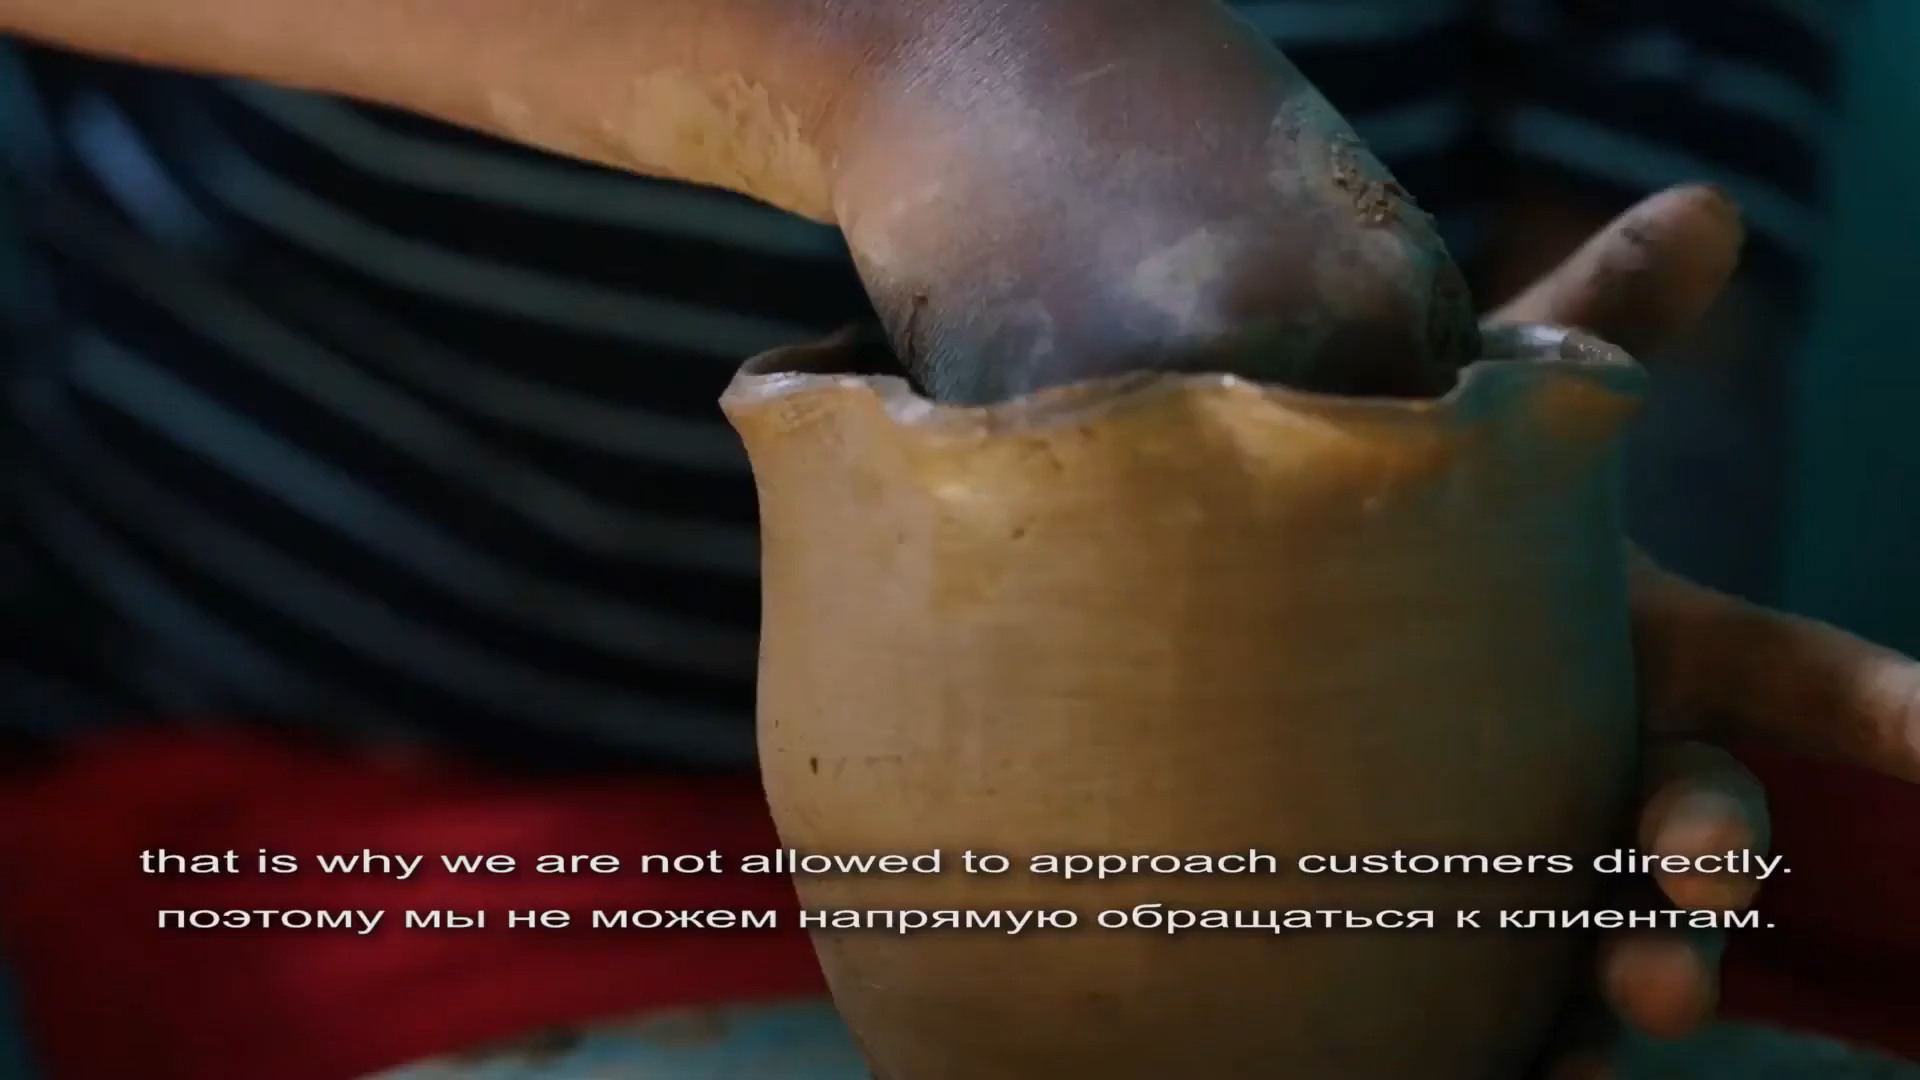 that is why we are not allowed to approach customers directly.
поэтому мы не можем напрямую обращаться к клиентам.